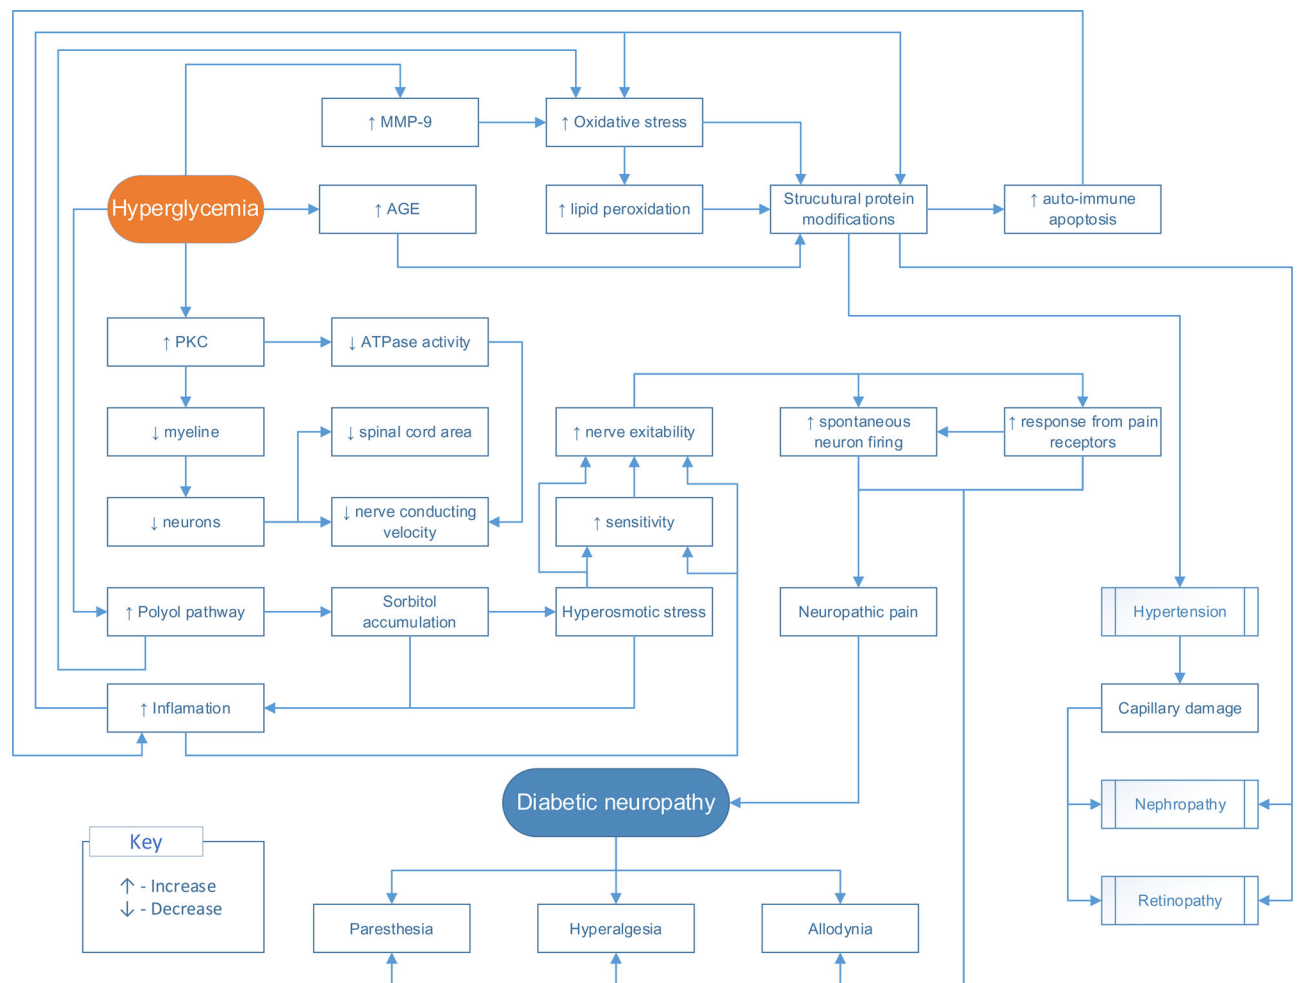 ↑ MMP-9
↑ Oxidative stress
Hyperglycemia
↑ AGE
↑ lipid peroxidation
Strucutural protein
modifications
↑ auto-immune
apoptosis
↑ PKC
↓ ATPase activity
↓ myeline
↓ spinal cord area
↑ nerve exitability
↑ spontaneous
neuron firing
↑ response from pain
receptors
↓ neurons
↓ nerve conducting
velocity
↑ sensitivity
↑ Polyol pathway
Sorbitol
accumulation
Hyperosmotic stress
Neuropathic pain
Hypertension
↑ Inflamation
Capillary damage
Diabetic neuropathy
Nephropathy
Key
↑ - Increase
↓ - Decrease
Retinopathy
Paresthesia
Hyperalgesia
Allodynia